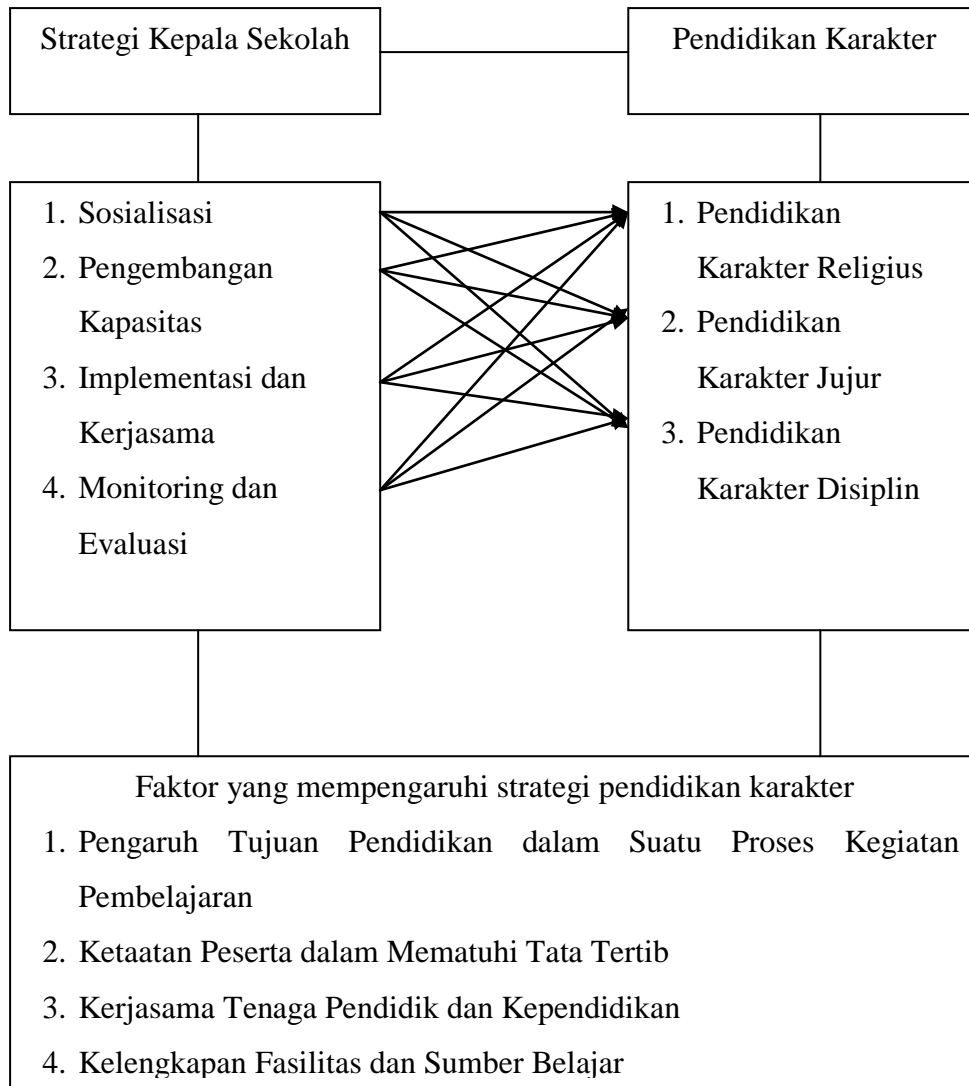 Strategi Kepala Sekolah
Pendidikan Karakter
1. Sosialisasi
2. Pengembangan
Kapasitas
3. Implementasi dan
Kerjasama
4. Monitoring dan
Evaluasi
1. Pendidikan
Karakter Religius
2. Pendidikan
Karakter Jujur
3. Pendidikan
Karakter Disiplin
Faktor yang mempengaruhi strategi pendidikan karakter
1. Pengaruh Tujuan Pendidikan dalam Suatu Proses Kegiatan
Pembelajaran
2. Ketaatan Peserta dalam Mematuhi Tata Tertib
3. Kerjasama Tenaga Pendidik dan Kependidikan
4. Kelengkapan Fasilitas dan Sumber Belajar